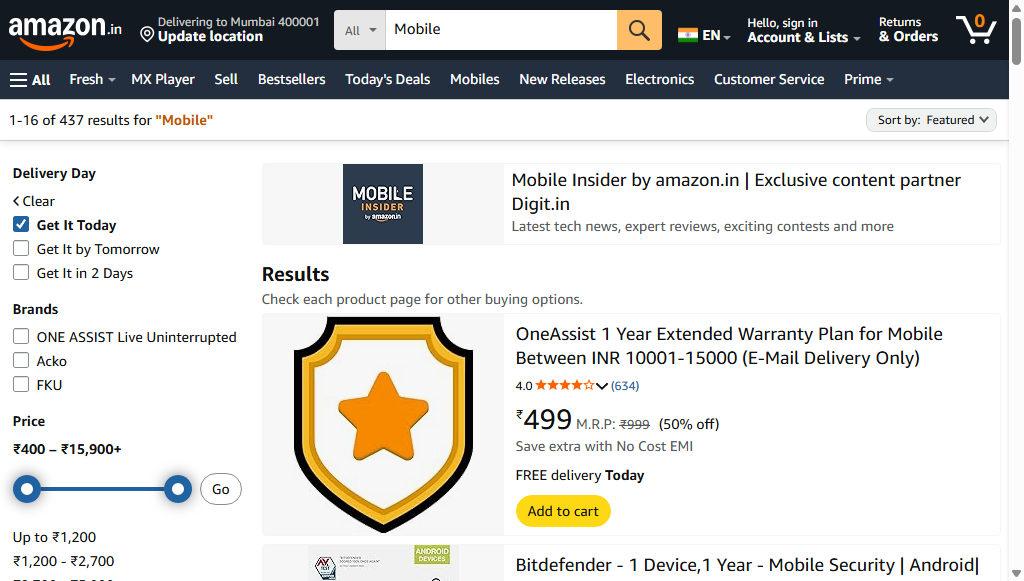 amazon.in
Delivering to Mumbai 400001
Update location
All
Mobile
EN
Hello, sign in
Account & Lists
Returns
& Orders
0
All
Fresh
MX Player
Sell
Bestsellers
Today's Deals
Mobiles
New Releases
Electronics
Customer Service
Prime
1-16 of 437 results for "Mobile"
Sort by: Featured
Delivery Day
Clear
Get It Today
Get It by Tomorrow
Get It in 2 Days
Brands
ONE ASSIST Live Uninterrupted
Acko
FKU
Price
₹400 – ₹15,900+
Go
Up to ₹1,200
₹1,200 - ₹2,700
MOBILE
INSIDER
by amazon.in
Mobile Insider by amazon.in | Exclusive content partner
Digit.in
Latest tech news, expert reviews, exciting contests and more
Results
Check each product page for other buying options.
OneAssist 1 Year Extended Warranty Plan for Mobile
Between INR 10001-15000 (E-Mail Delivery Only)
4.0 (634)
₹499 M.R.P: ₹999 (50% off)
Save extra with No Cost EMI
FREE delivery Today
Add to cart
ANDROID
DEVICES
Bitdefender - 1 Device,1 Year - Mobile Security | Android|